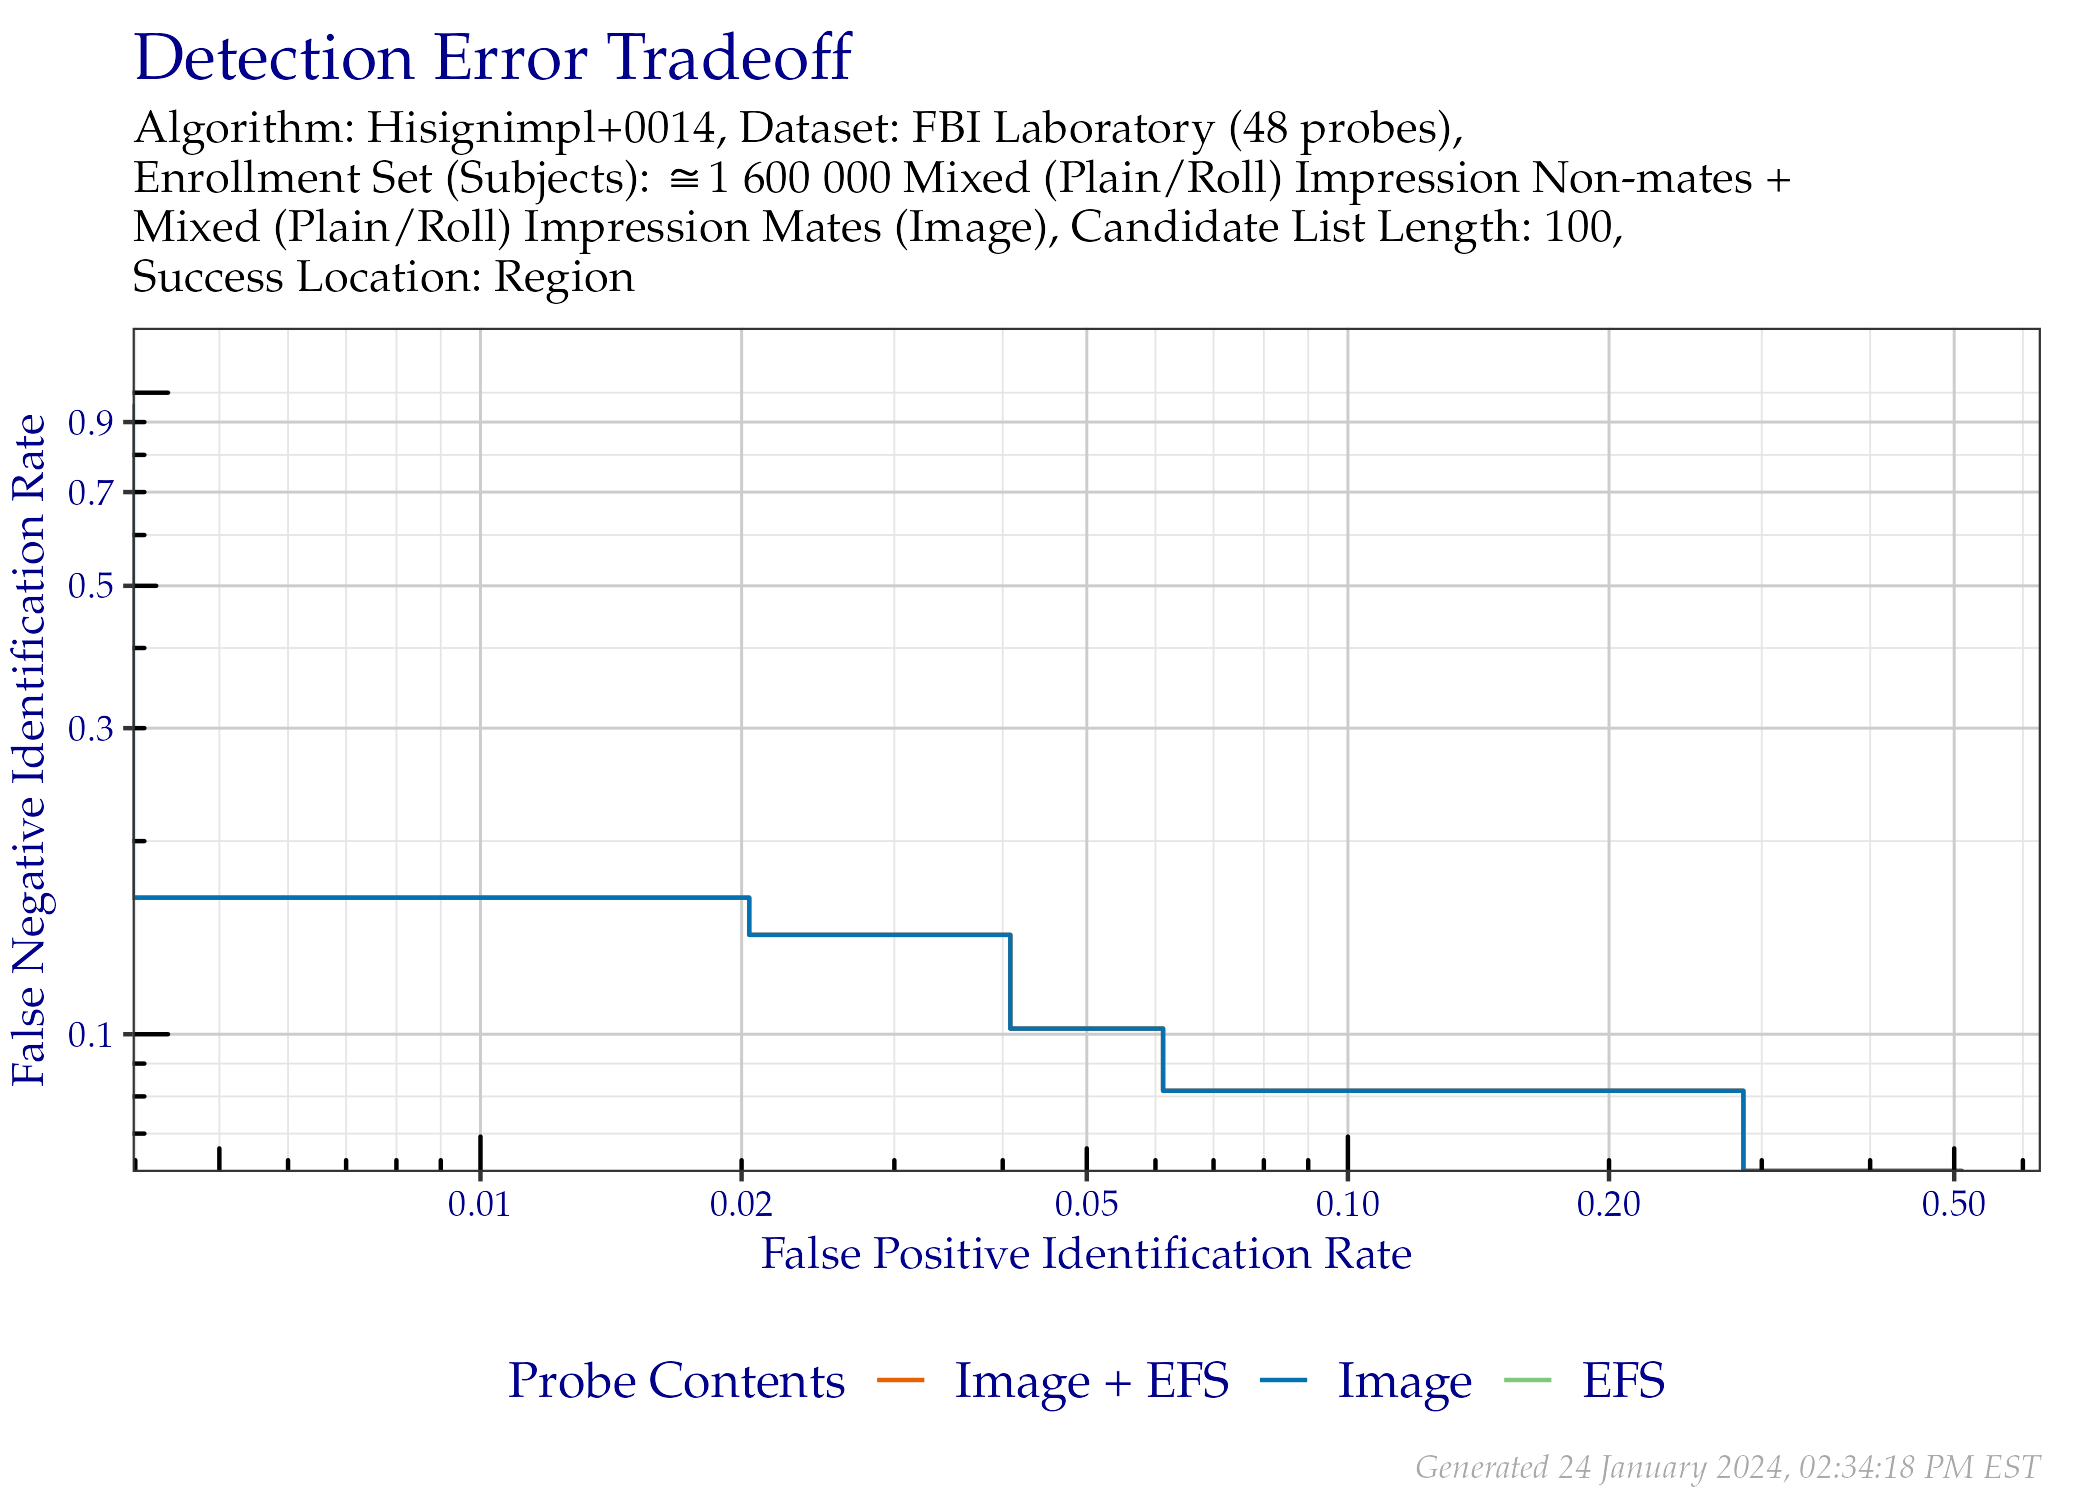 Detection Error Tradeoff
Algorithm: Hisignimpl+0014, Dataset: FBI Laboratory (48 probes),
Enrollment Set (Subjects): ≅1 600 000 Mixed (Plain/Roll) Impression Non-mates +
Mixed (Plain/Roll) Impression Mates (Image), Candidate List Length: 100,
Success Location: Region
False Negative Identification Rate
0.9
0.7
0.5
0.3
0.1
0.01 0.02 0.05 0.10 0.20 0.50
False Positive Identification Rate
Probe Contents Image + EFS Image EFS
Generated 24 January 2024, 02:34:18 PM EST